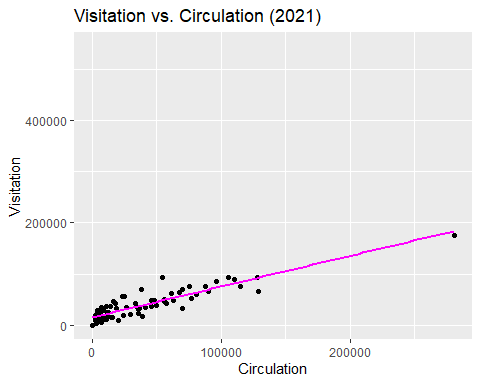 Visitation vs. Circulation (2021)
Visitation
400000
200000
0
0 100000 200000
Circulation